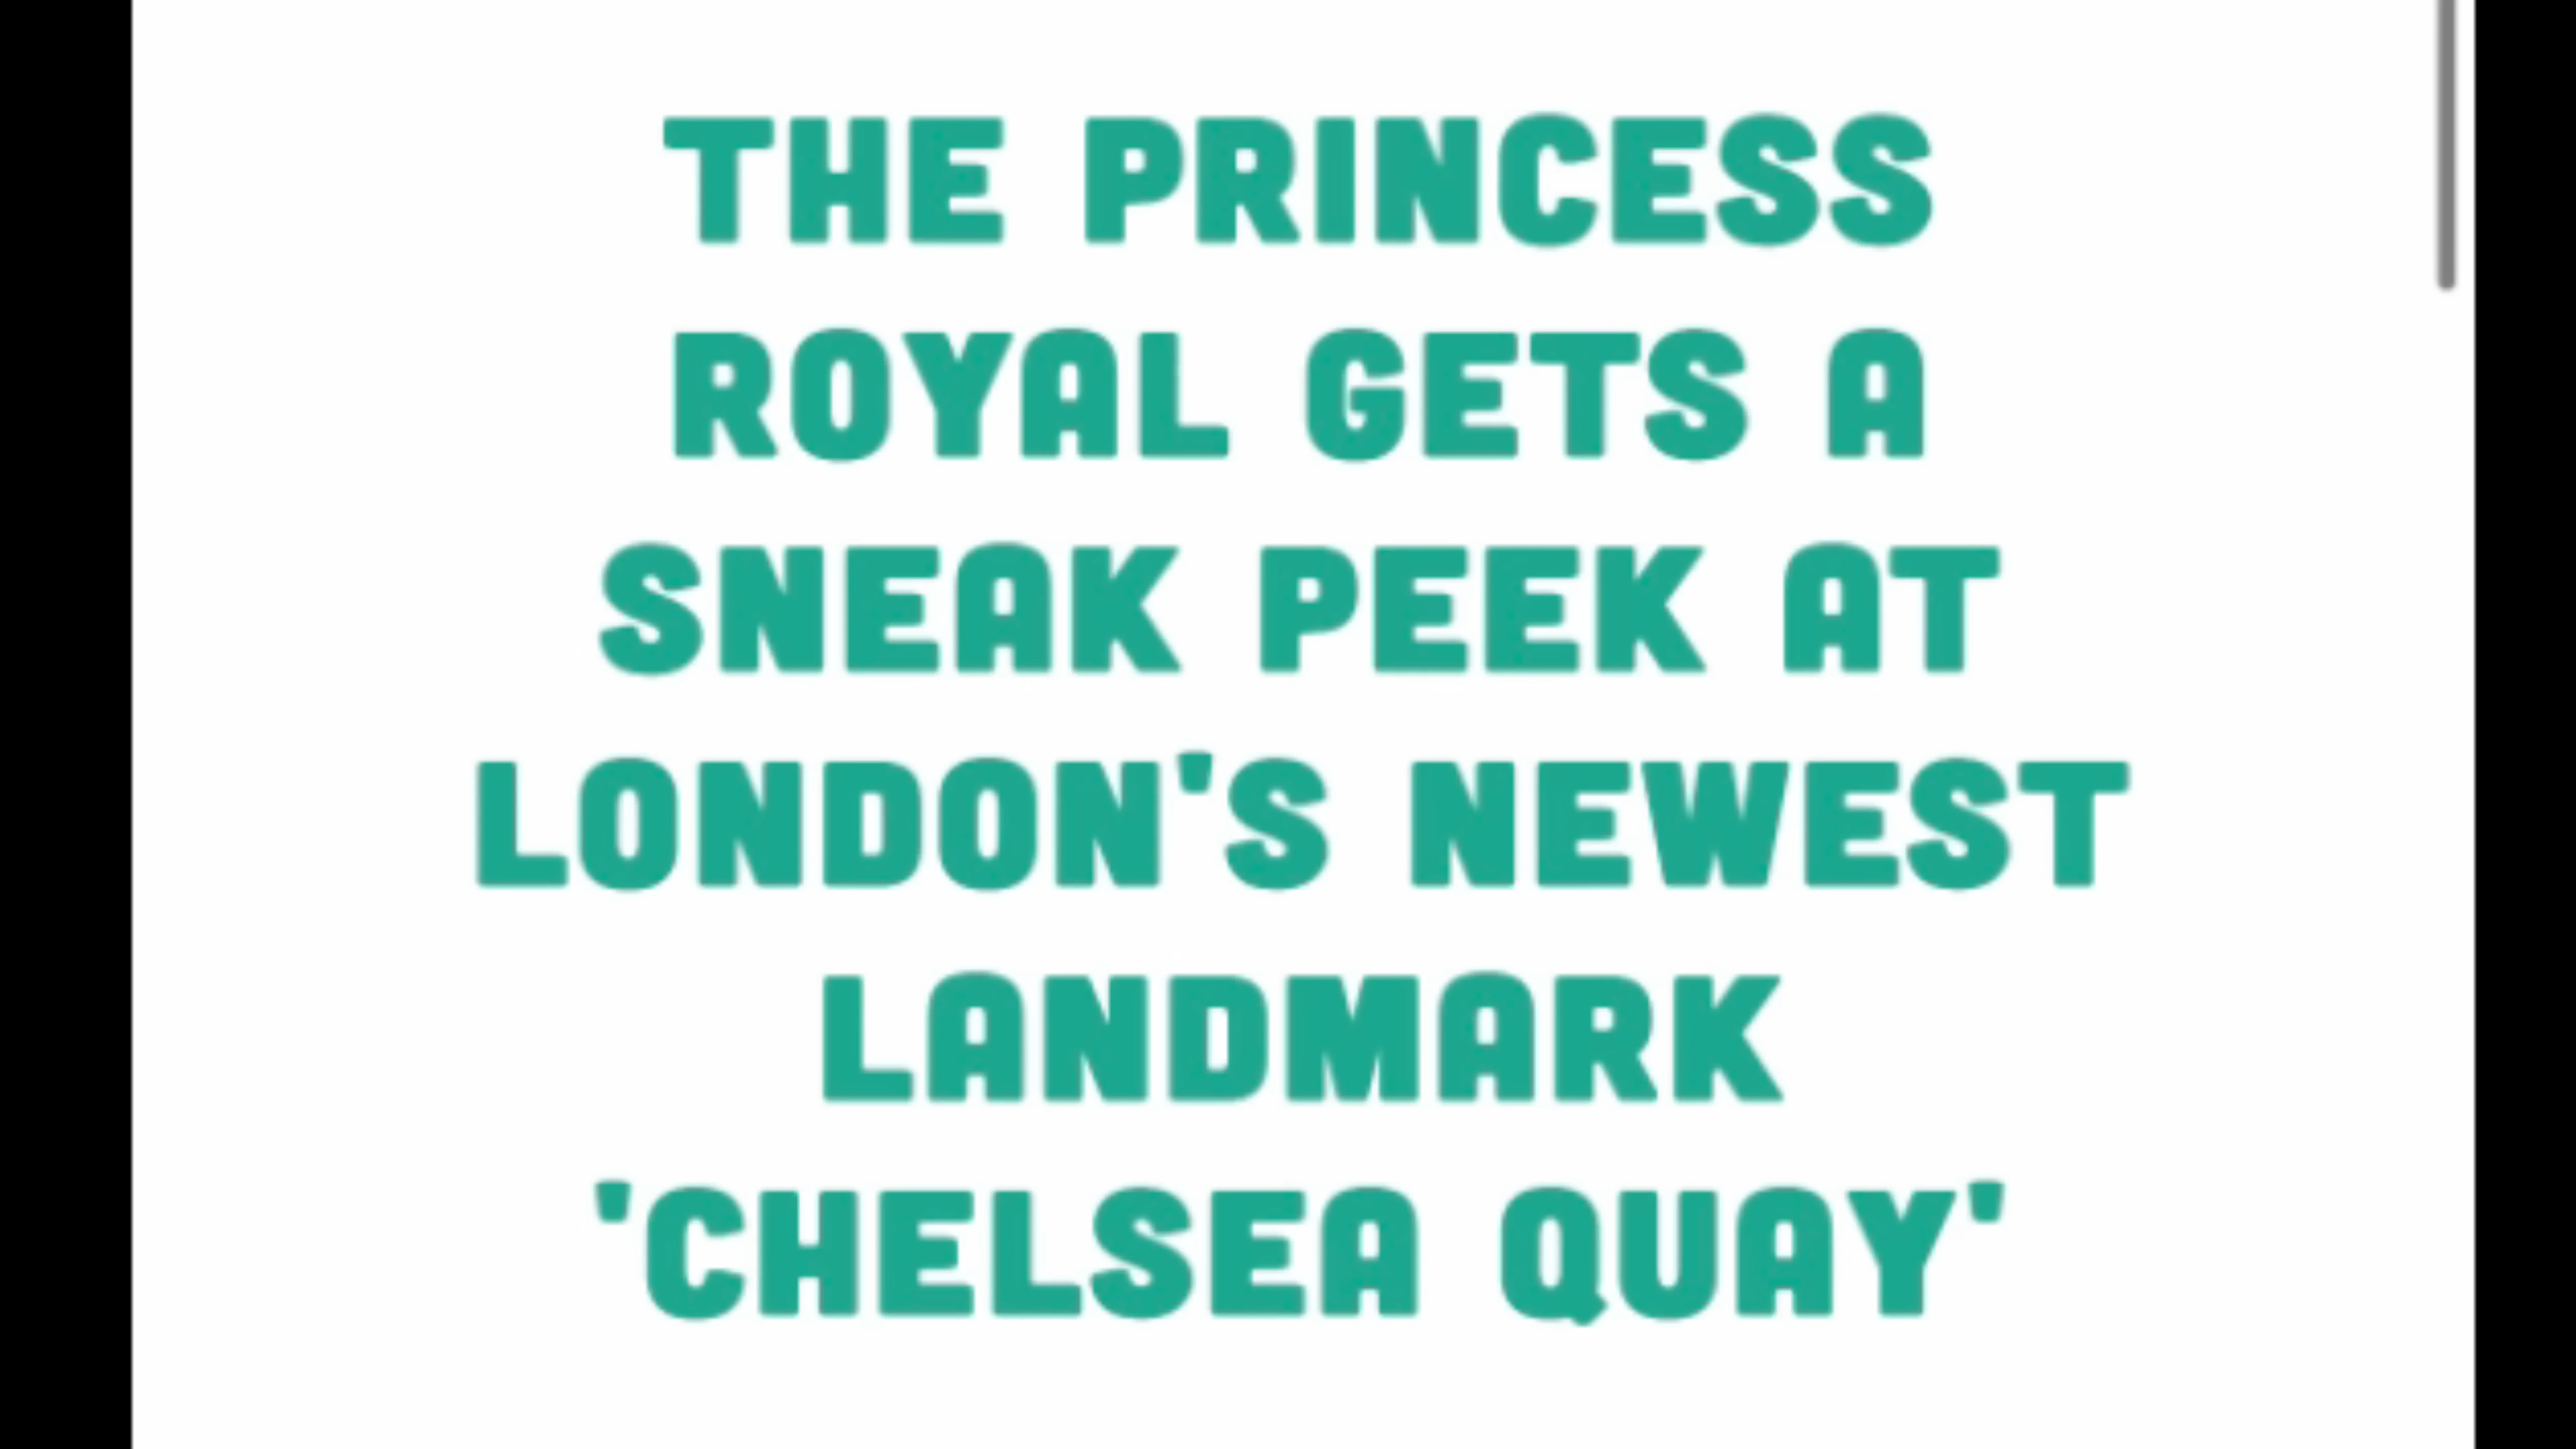 THE PRINCESS
ROYAL GETS A
SNEAK PEEK AT
LONDON'S NEWEST
LANDMARK
'CHELSEA QUAY'